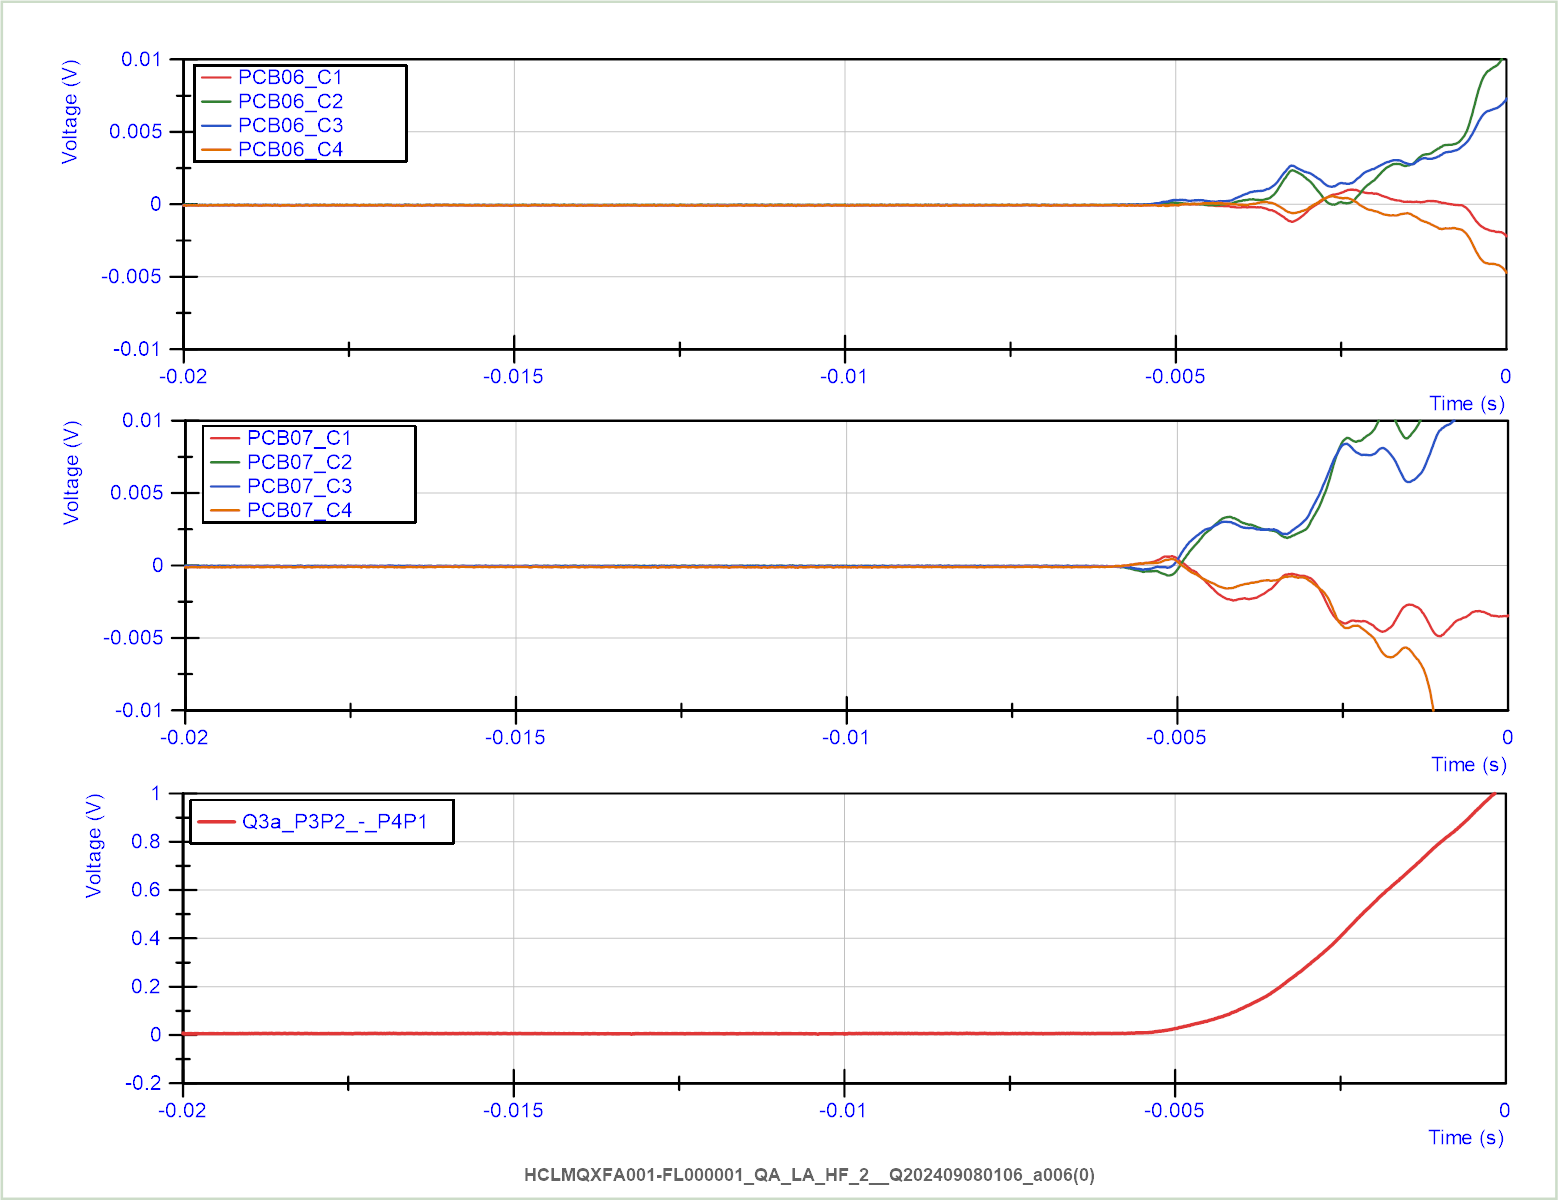 Voltage (V)
0.01
0.005
0
-0.005
-0.01
PCB06_C1
PCB06_C2
PCB06_C3
PCB06_C4
-0.02
-0.015
-0.01
-0.005
0
Time (s)
Voltage (V)
0.01
0.005
0
-0.005
-0.01
PCB07_C1
PCB07_C2
PCB07_C3
PCB07_C4
-0.02
-0.015
-0.01
-0.005
0
Time (s)
Voltage (V)
1
0.8
0.6
0.4
0.2
0
-0.2
Q3a_P3P2_-_P4P1
-0.02
-0.015
-0.01
-0.005
0
Time (s)
HCLMQXFA001-FL000001_QA_LA_HF_2__Q202409080106_a006(0)